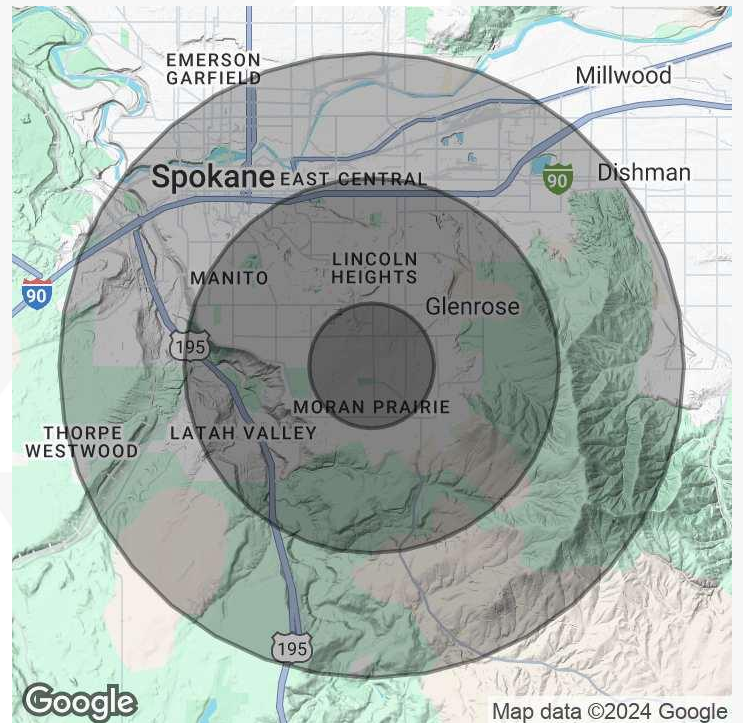 EMERSON
GARFIELD
Millwood
Spokane
EAST CENTRAL
90
Dishman
MANITO
LINCOLN
HEIGHTS
90
Glenrose
195
MORAN PRAIRIE
THORPE
WESTWOOD
LATAH VALLEY
195
Google
Map data ©2024 Google